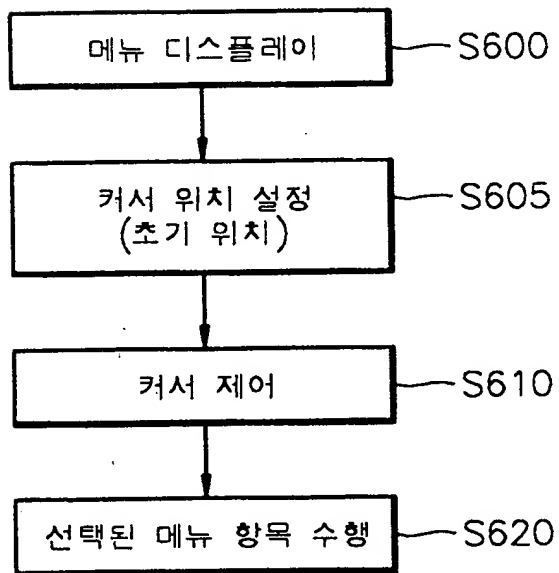 메뉴 디스플레이
S600
커서 위치 설정
(초기 위치)
S605
커서 제어
S610
선택된 메뉴 항목 수행
S620